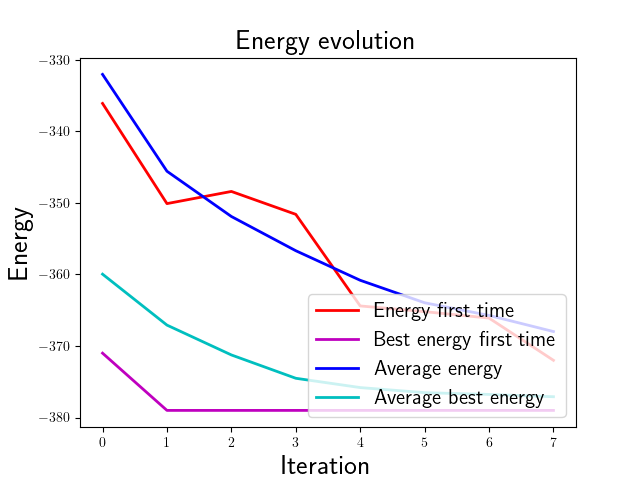 Energy evolution
Energy
−330
−340
−350
−360
−370
−380
Energy first time
Best energy first time
Average energy
Average best energy
0 1 2 3 4 5 6 7
Iteration